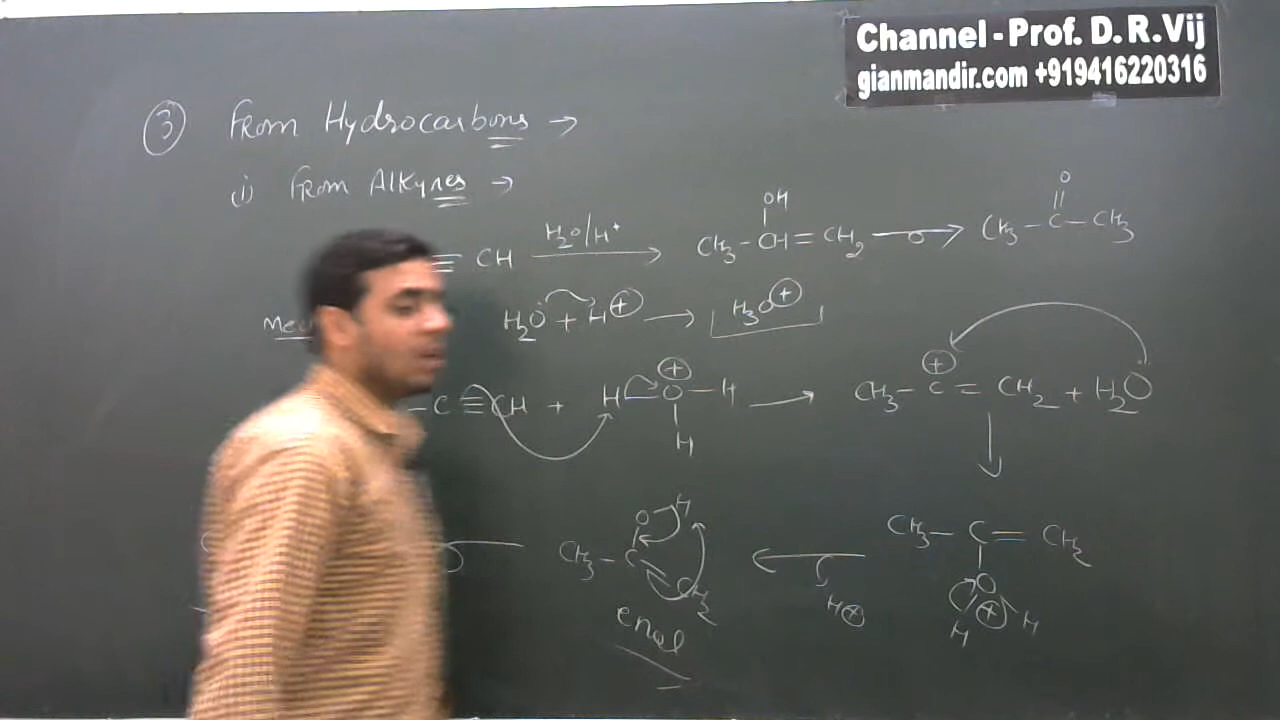 Channel - Prof. D. R. Vij
gianmandir.com +919416220316
③ From Hydrocarbons →
(i) From Alkynes →
≡ CH H₂O/H⁺ → CH₃ - CH = CH₂ → CH₃ - C - CH₃
OH
O
||
H₂O + H⊕ → H₃O⊕
- C ≡ CH + H - O - H → CH₃ - C = CH₂ + H₂O
⊕
H
⊕
CH₃ - C = CH₂
O H
CH₃ - C
CH₂
H⊕
O
⊕
H H
enol